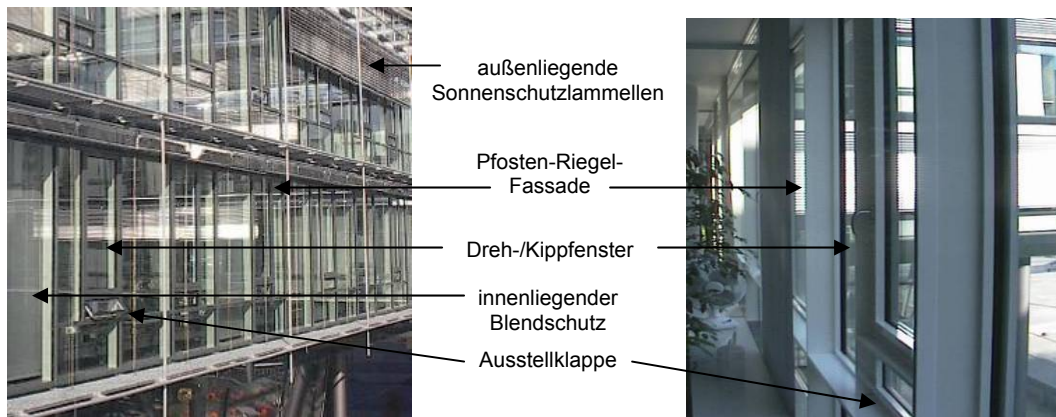 außenliegende
Sonnenschutzlammellen
Pfosten-Riegel-
Fassade
Dreh-/Kippfenster
innenliegender
Blendschutz
Ausstellklappe